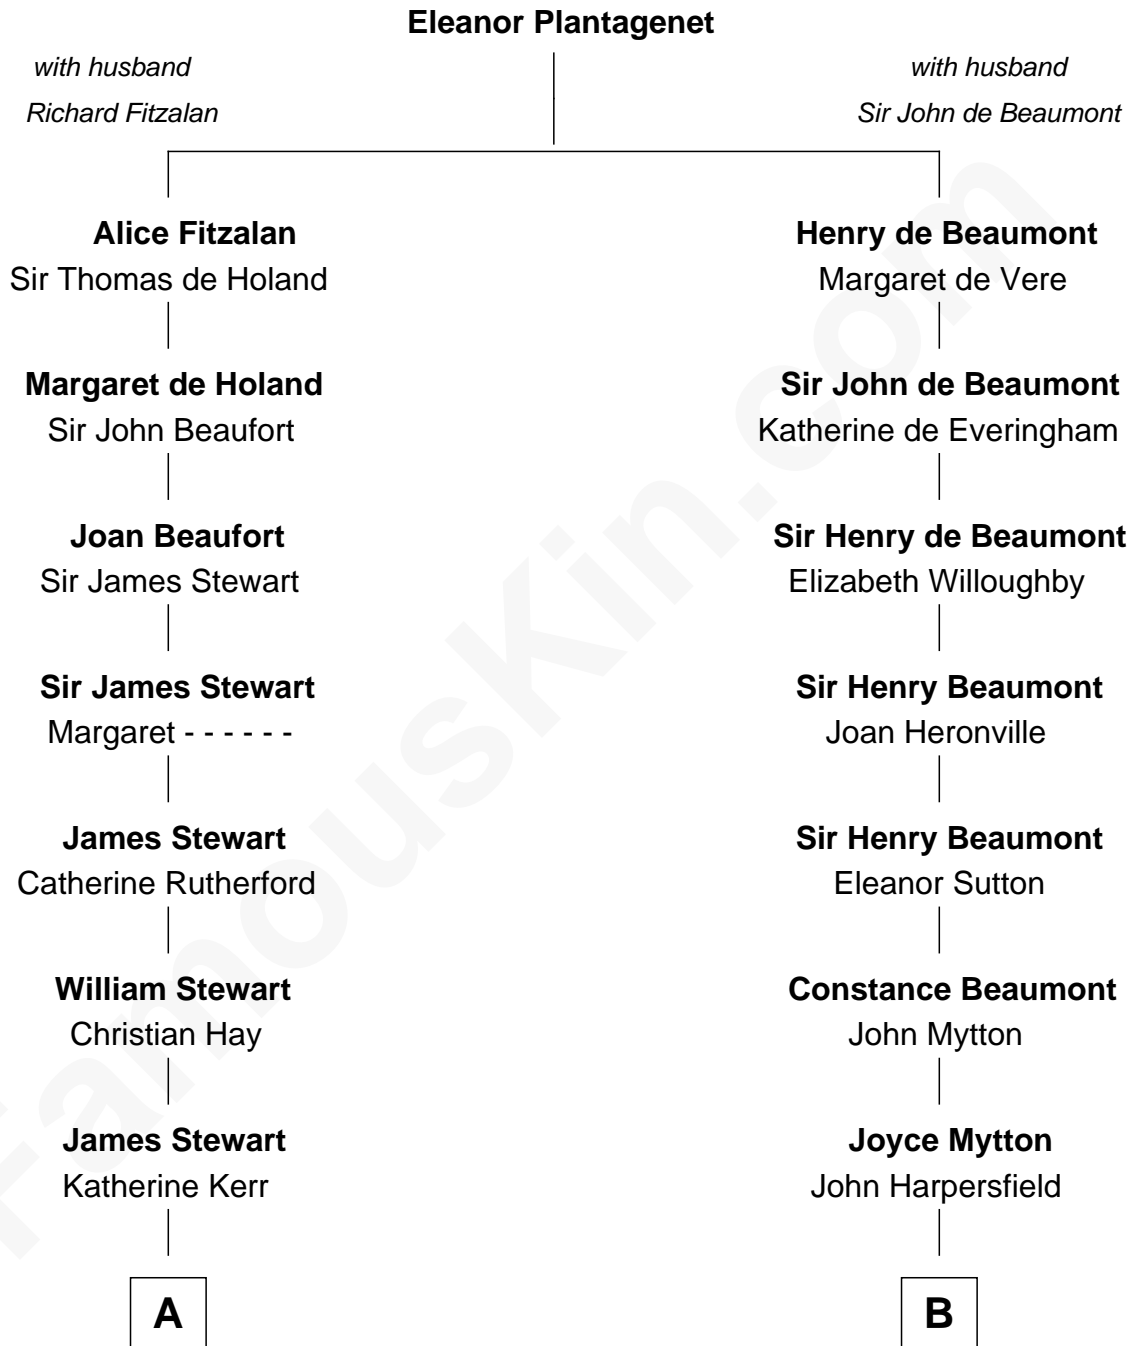 Eleanor Plantagenet
with husband
Richard Fitzalan
with husband
Sir John de Beaumont
Alice Fitzalan
Sir Thomas de Holand
Henry de Beaumont
Margaret de Vere
Margaret de Holand
Sir John Beaufort
Sir John de Beaumont
Katherine de Everingham
Joan Beaufort
Sir James Stewart
Sir Henry de Beaumont
Elizabeth Willoughby
Sir James Stewart
Margaret - - - - - -
Sir Henry Beaumont
Joan Heronville
James Stewart
Catherine Rutherford
Sir Henry Beaumont
Eleanor Sutton
William Stewart
Christian Hay
Constance Beaumont
John Mytton
James Stewart
Katherine Kerr
Joyce Mytton
John Harpersfield
A
B
FamousKin.com